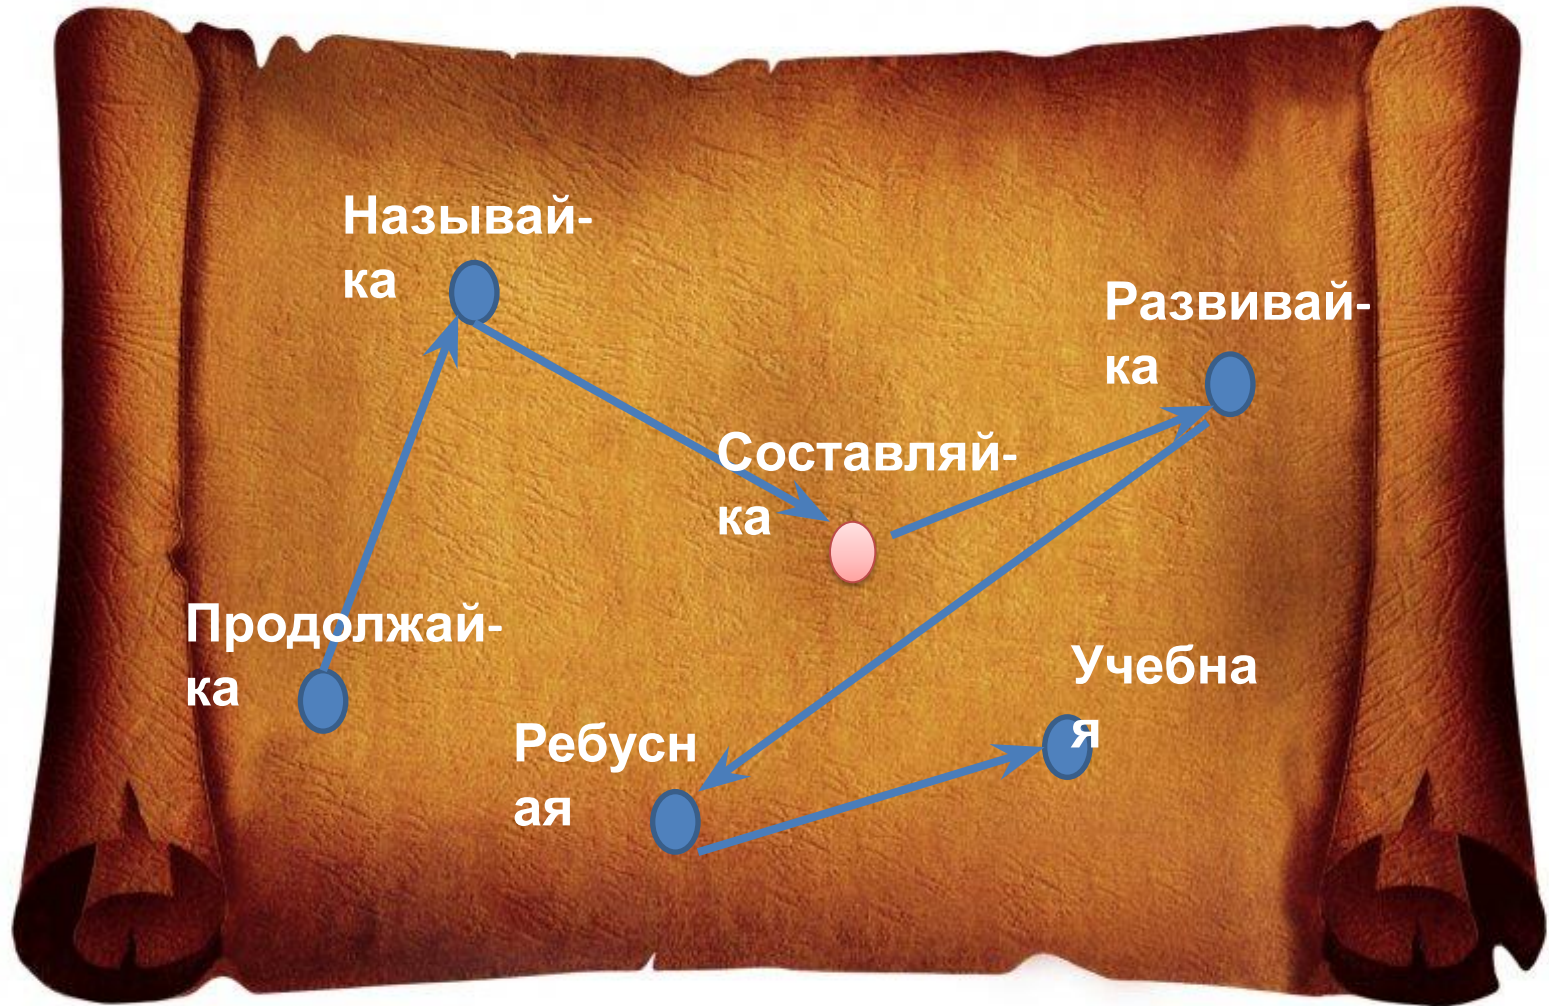 Называй-
ка
Развивай-
ка
Составляй-
ка
Продолжай-
ка
Учебна
я
Ребусн
ая